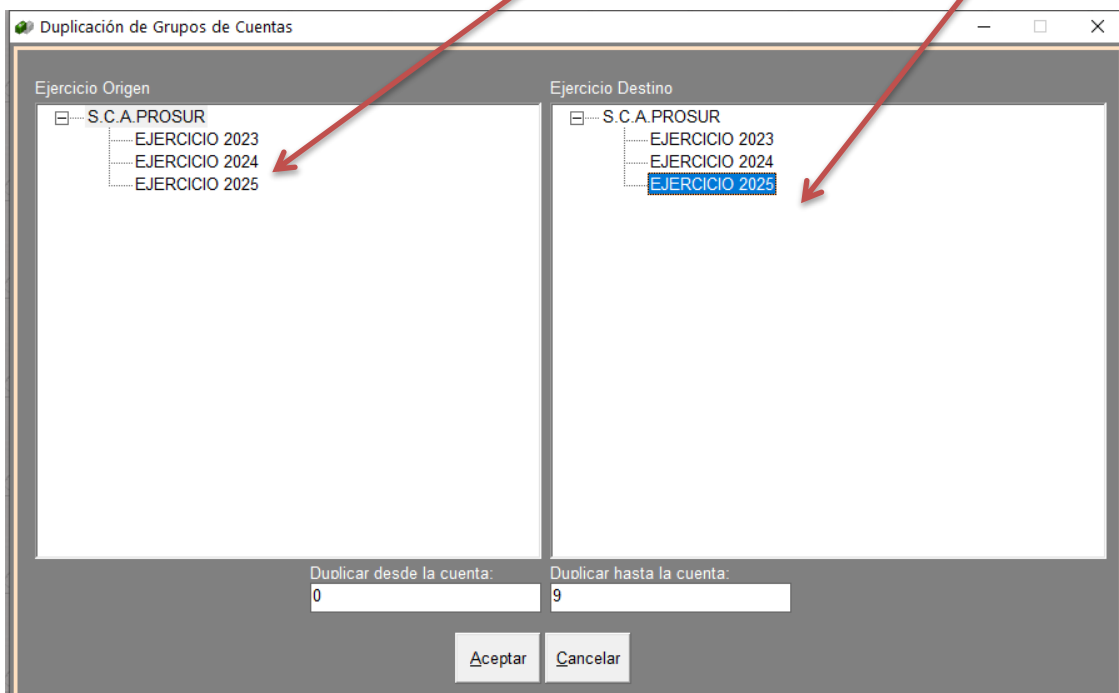 Duplicación de Grupos de Cuentas
Ejercicio Origen
S.C.A.PROSUR
EJERCICIO 2023
EJERCICIO 2024
EJERCICIO 2025
Ejercicio Destino
S.C.A.PROSUR
EJERCICIO 2023
EJERCICIO 2024
EJERCICIO 2025
Duplicar desde la cuenta:
0
Duplicar hasta la cuenta:
9
Aceptar
Cancelar